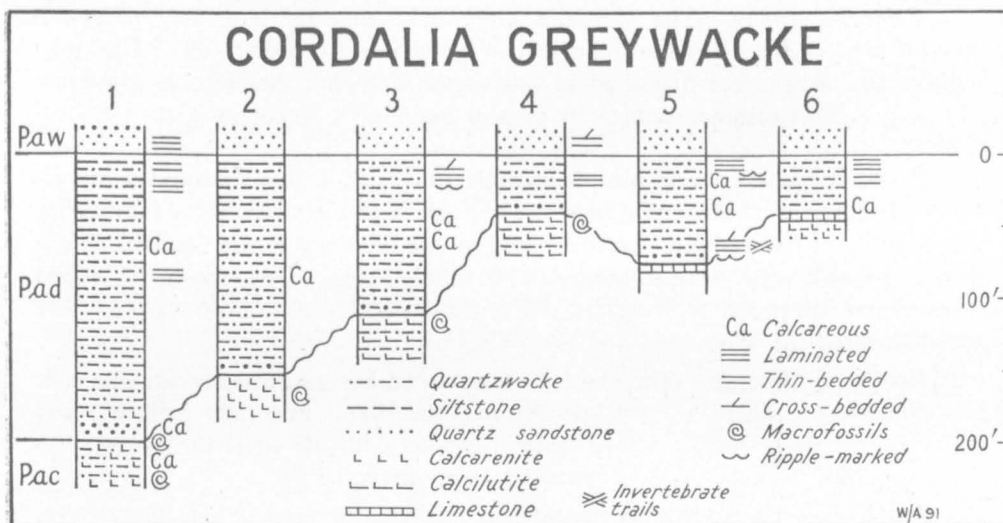 CORDALIA GREYWACKE
1 2 3 4 5 6
Paw
0
Ca
Ca
Ca
Ca
Ca
Ca
Ca
Ca
Pad
100'
Ca Calcareous
Laminated
Quartzwacke
Thin-bedded
Siltstone
Cross-bedded
Quartz sandstone
Macrofossils
Ca
200'
Calcarenite
Ripple-marked
Pac
Ca
Calcilutite
Invertebrate
trails
Limestone
W/A 91